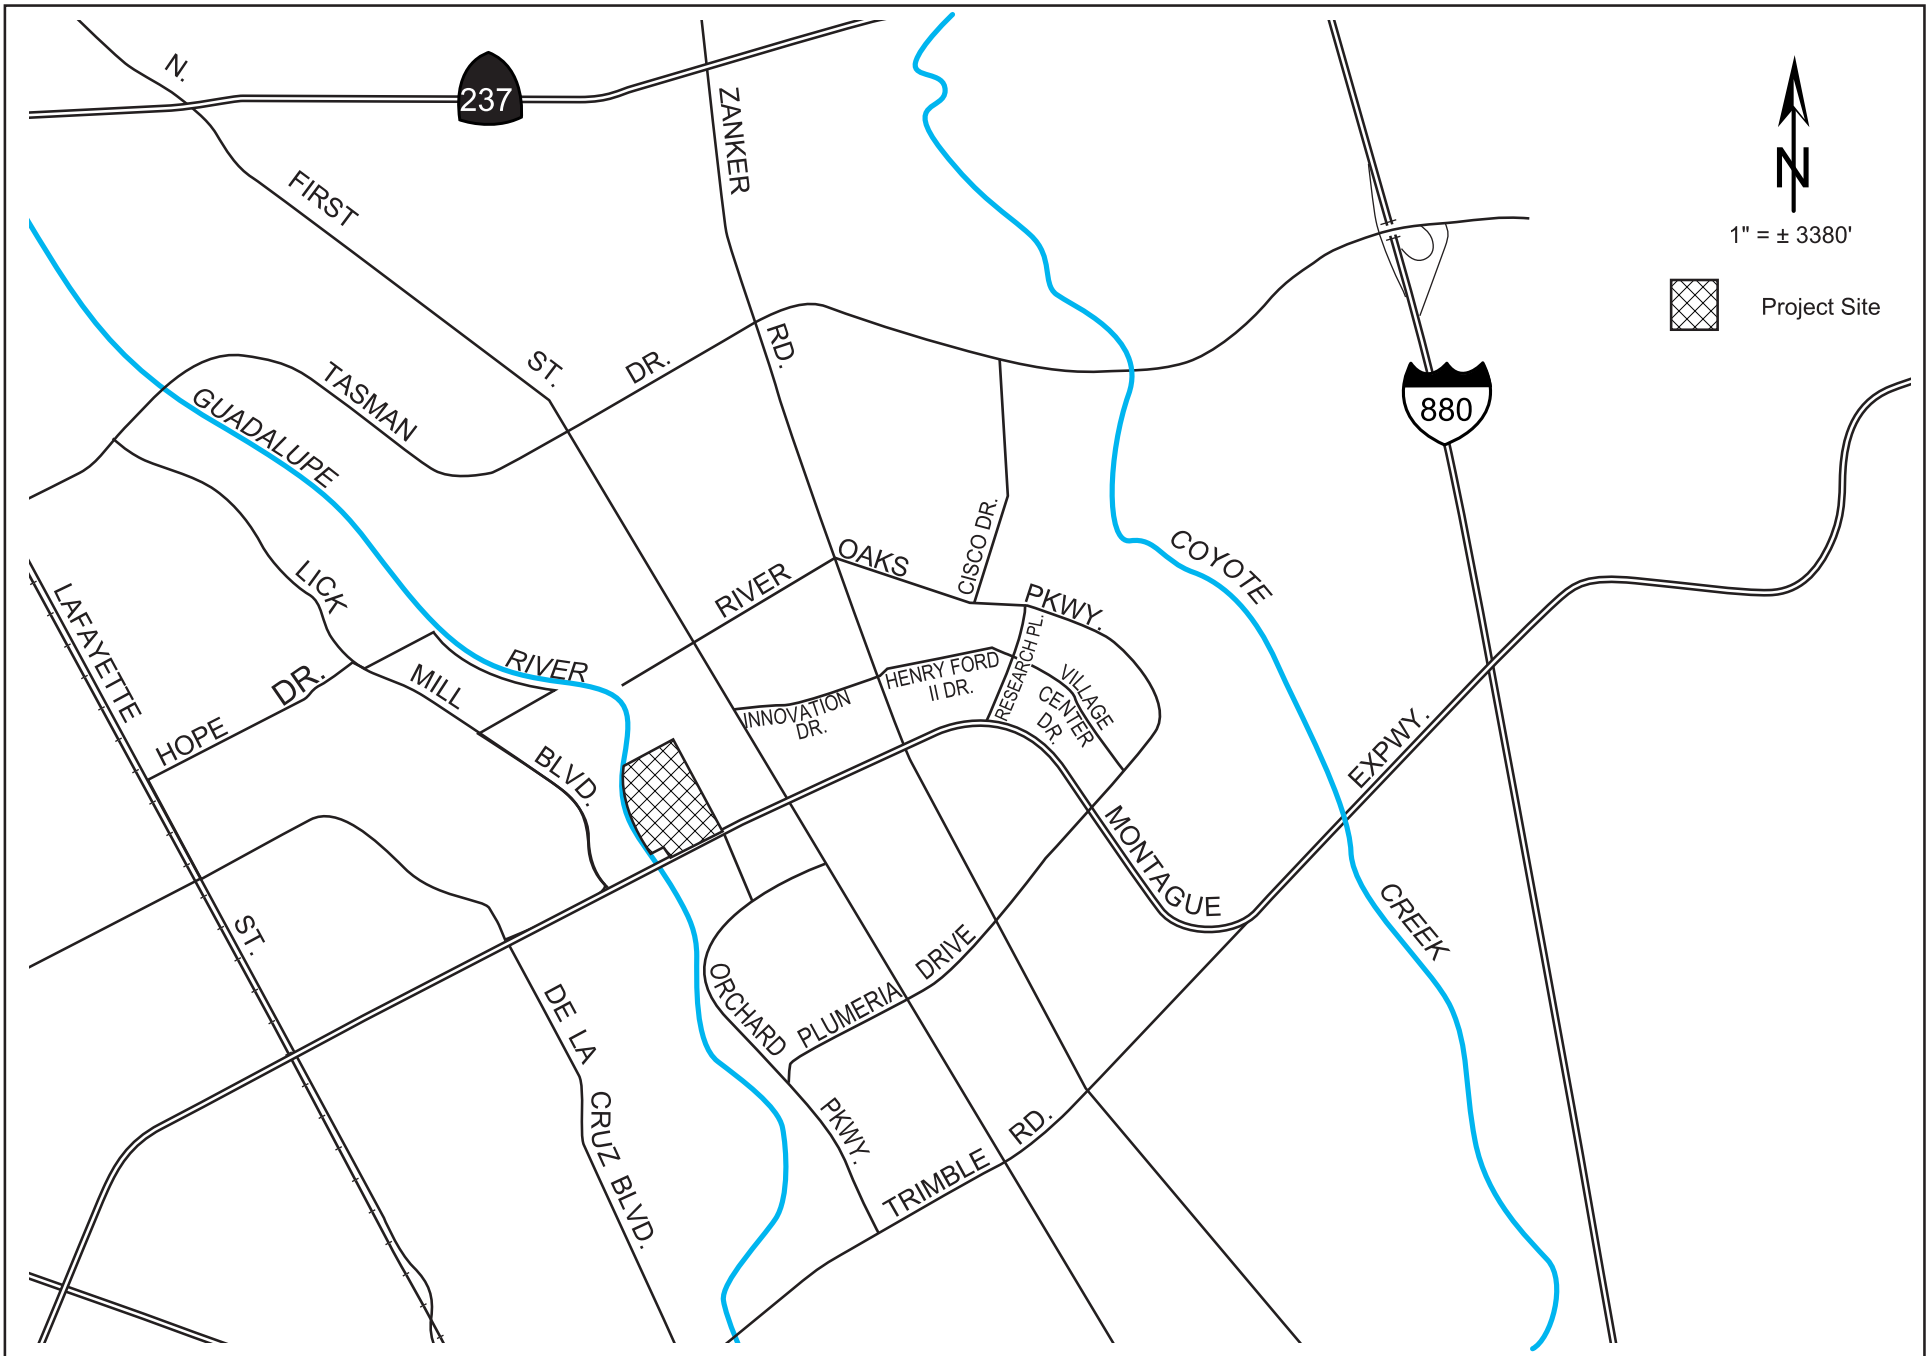 N.
FIRST
ST.
237
ZANKER
RD.
N
1" = ± 3380'
Project Site
TASMAN
DR.
GUADALUPE
RIVER
880
LICK
MILL
BLVD.
LAFAYETTE
ST.
HOPE
DR.
RIVER
OAKS
PKWY.
CISCO DR.
COYOTE
CREEK
INNOVATION
DR.
HENRY FORD
II DR.
RESEARCH PL.
VILLAGE
CENTER
DR.
MONTAGUE
EXPWY.
ORCHARD
PKWY.
PLUMERIA
DRIVE
DE LA
CRUZ BLVD.
TRIMBLE
RD.